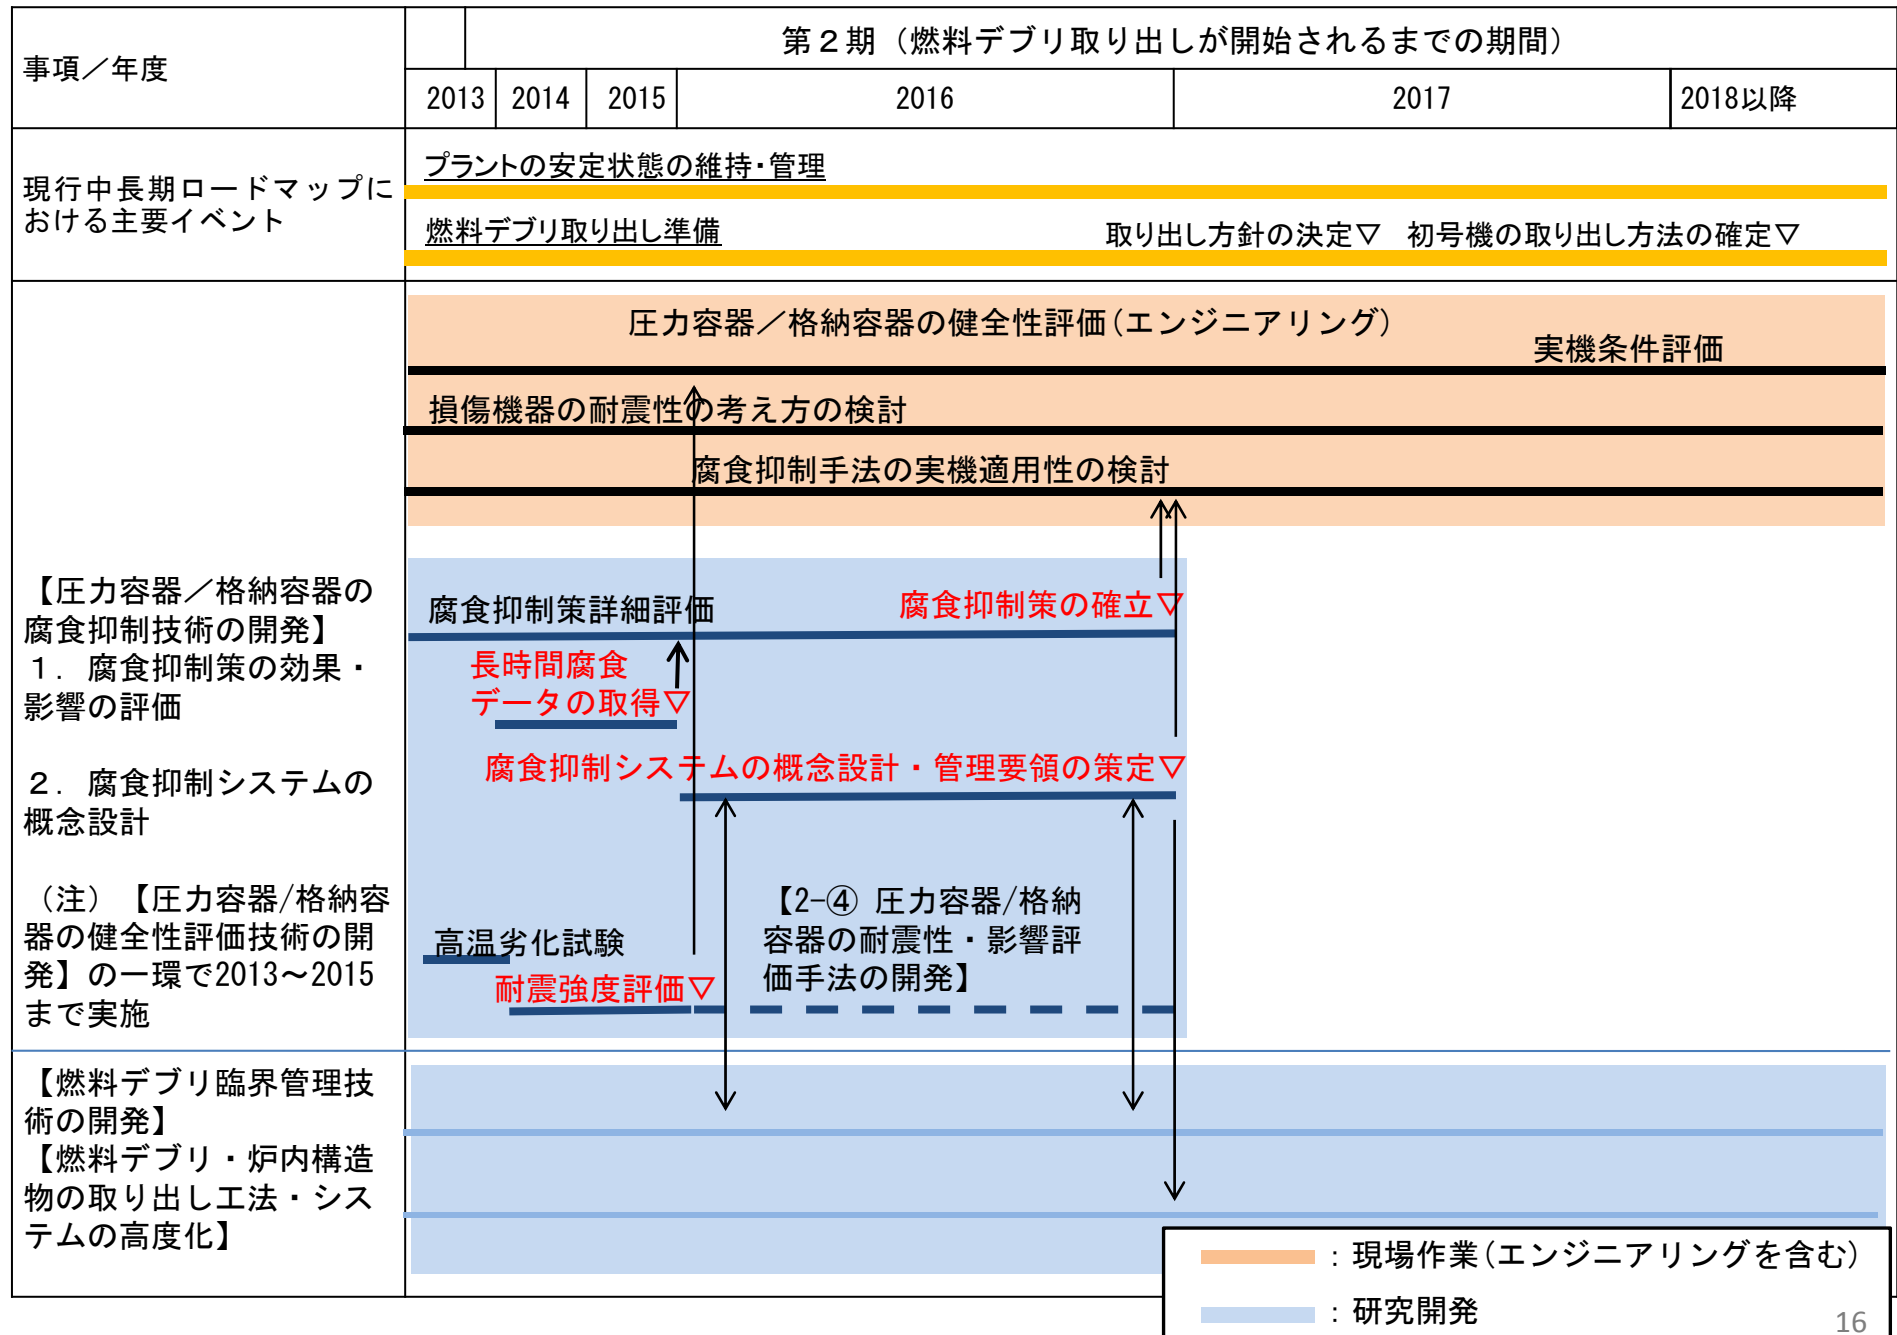 事項／年度
第２期（燃料デブリ取り出しが開始されるまでの期間）
2013
2014
2015
2016
2017
2018以降
現行中長期ロードマップに
おける主要イベント
プラントの安定状態の維持・管理
燃料デブリ取り出し準備
取り出し方針の決定▽
初号機の取り出し方法の確定▽
圧力容器／格納容器の健全性評価（エンジニアリング）
実機条件評価
損傷機器の耐震性の考え方の検討
腐食抑制手法の実機適用性の検討
【圧力容器／格納容器の
腐食抑制技術の開発】
１．腐食抑制策の効果・
影響の評価
２．腐食抑制システムの
概念設計
（注）【圧力容器/格納容
器の健全性評価技術の開
発】の一環で2013～2015
まで実施
腐食抑制策詳細評価
腐食抑制策の確立▽
長時間腐食
データの取得▽
腐食抑制システムの概念設計・管理要領の策定▽
高温劣化試験
耐震強度評価▽
【2-④ 圧力容器/格納
容器の耐震性・影響評
価手法の開発】
【燃料デブリ臨界管理技
術の開発】
【燃料デブリ・炉内構造
物の取り出し工法・シス
テムの高度化】
：現場作業（エンジニアリングを含む）
：研究開発
16